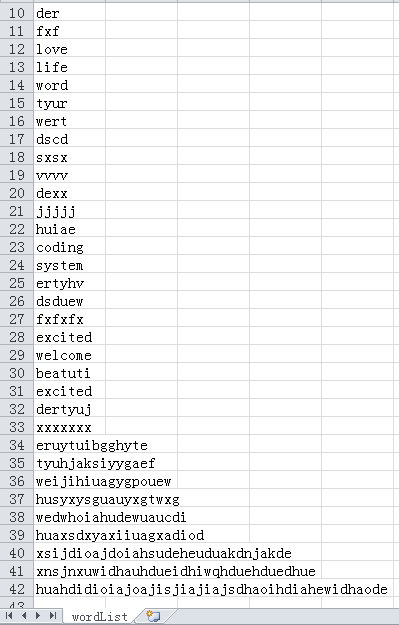 10 der
11 fxf
12 love
13 life
14 word
15 tyur
16 wert
17 dscd
18 sxsx
19 vvvv
20 dexx
21 jjjjj
22 huiae
23 coding
24 system
25 ertyhv
26 dsduew
27 fxfxfx
28 excited
29 welcome
30 beatuti
31 excited
32 dertyuj
33 xxxxxxx
34 eruytuibgghyte
35 tyuhjaksiyygaef
36 weijihiuagygpouew
37 husyxysguauyxgtwxg
38 wedwhoiahudewuaucdi
39 huaxsdxyaxiiuagxadiod
40 xsijdioajdoiahsudeheuduakdnjakde
41 xnsjnxuwidhauhdueidhiwqhduehduedhue
42 huahdidioiajoajisjiajiajsdhaoihdiahewidhaode
43
wordList